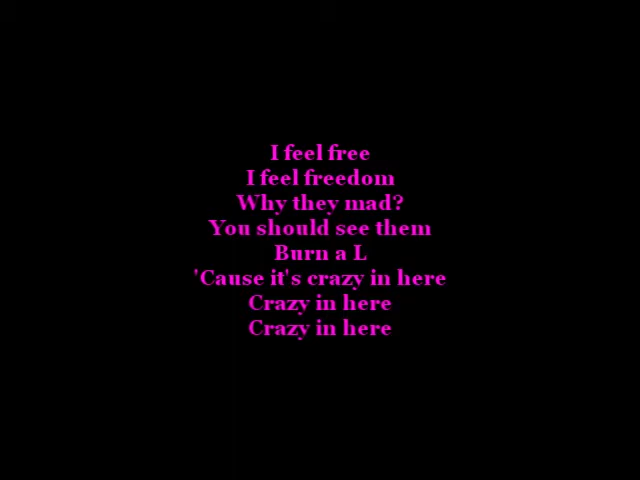 I feel free
I feel freedom
Why they mad?
You should see them
Burn a L
'Cause it's crazy in here
Crazy in here
Crazy in here